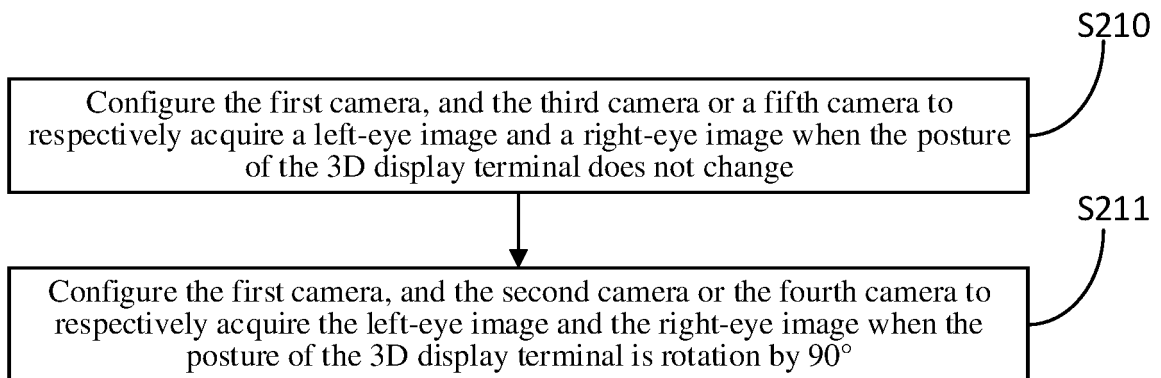 S210
Configure the first camera, and the third camera or a fifth camera to
respectively acquire a left-eye image and a right-eye image when the posture
of the 3D display terminal does not change
S211
Configure the first camera, and the second camera or the fourth camera to
respectively acquire the left-eye image and the right-eye image when the
posture of the 3D display terminal is rotation by 90°